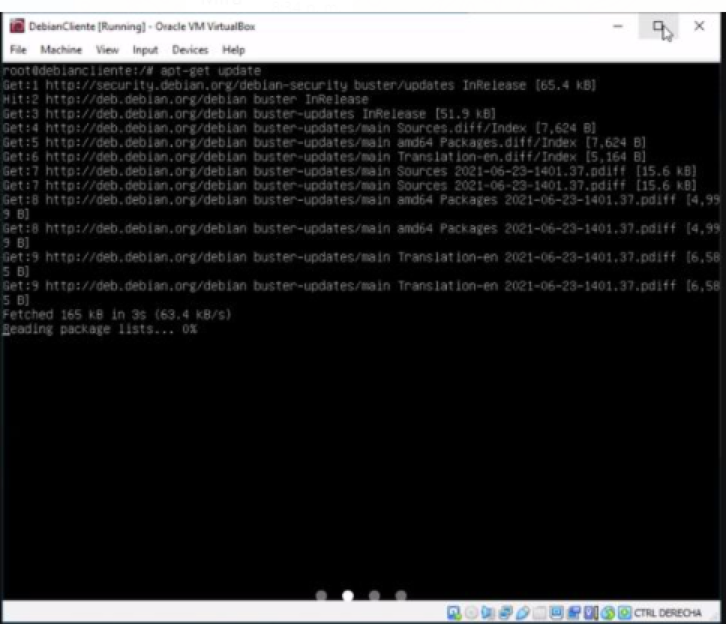 DebianCliente [Running] - Oracle VM VirtualBox
File Machine View Input Devices Help
root@debiancliente:/# apt-get update
Get:1 http://security.debian.org/debian-security buster/updates InRelease [65.4 kB]
Hit:2 http://deb.debian.org/debian buster InRelease
Get:3 http://deb.debian.org/debian buster-updates InRelease [51.9 kB]
Get:4 http://deb.debian.org/debian buster-updates/main Sources.diff/Index [7,624 B]
Get:5 http://deb.debian.org/debian buster-updates/main amd64 Packages.diff/Index [7,624 B]
Get:6 http://deb.debian.org/debian buster-updates/main Translation-en.diff/Index [5,164 B]
Get:7 http://deb.debian.org/debian buster-updates/main Sources 2021-06-23-1401.37.pdiff [15.6 kB]
Get:7 http://deb.debian.org/debian buster-updates/main Sources 2021-06-23-1401.37.pdiff [15.6 kB]
Get:8 http://deb.debian.org/debian buster-updates/main amd64 Packages 2021-06-23-1401.37.pdiff [4,99
9 B]
Get:8 http://deb.debian.org/debian buster-updates/main amd64 Packages 2021-06-23-1401.37.pdiff [4,99
9 B]
Get:9 http://deb.debian.org/debian buster-updates/main Translation-en 2021-06-23-1401.37.pdiff [6,58
5 B]
Get:9 http://deb.debian.org/debian buster-updates/main Translation-en 2021-06-23-1401.37.pdiff [6,58
5 B]
Fetched 165 kB in 3s (63.4 kB/s)
Reading package lists... 0%
CTRL DERECHA